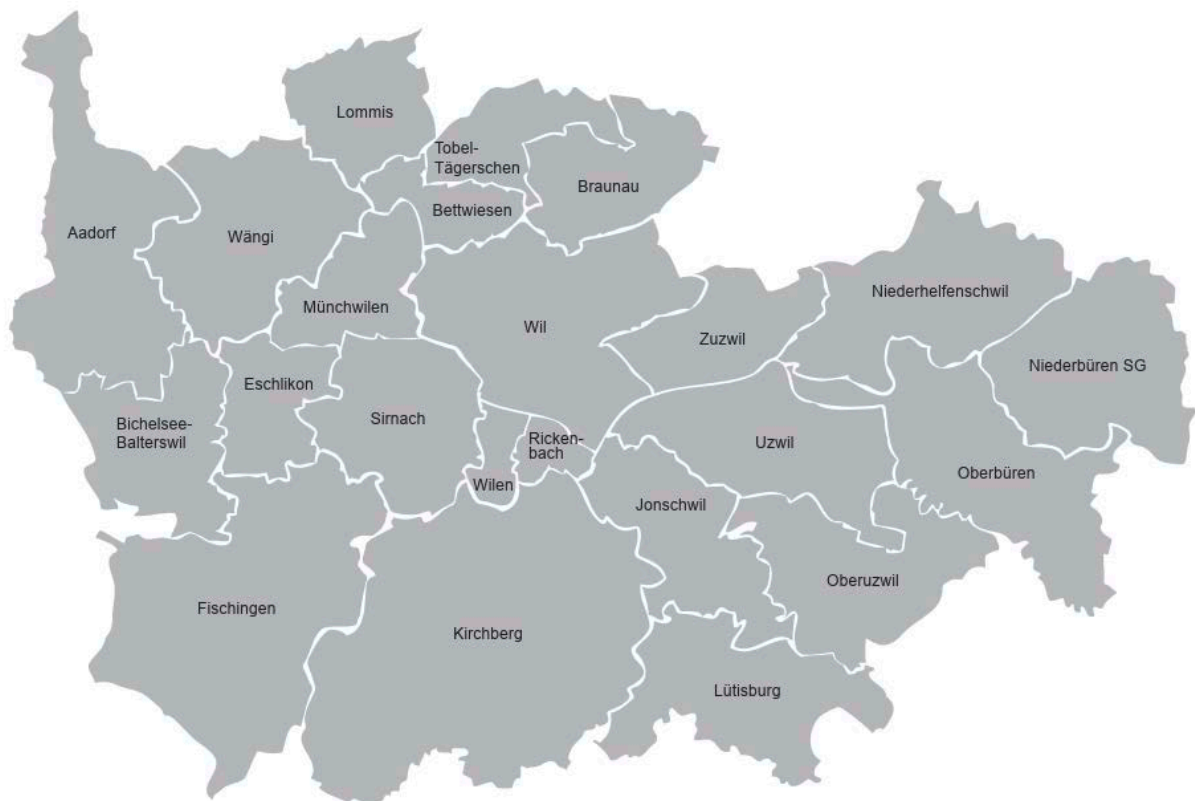 Lommis
Tobel-
Tägerschen
Braunau
Bettwiesen
Aadorf
Wängi
Niederhelfenschwil
Münchwilen
Wil
Zuzwil
Niederbüren SG
Eschlikon
Sirnach
Bichelsee-
Balterswil
Ricken-
bach
Uzwil
Oberbüren
Wilen
Jonschwil
Oberuzwil
Fischingen
Kirchberg
Lütisburg